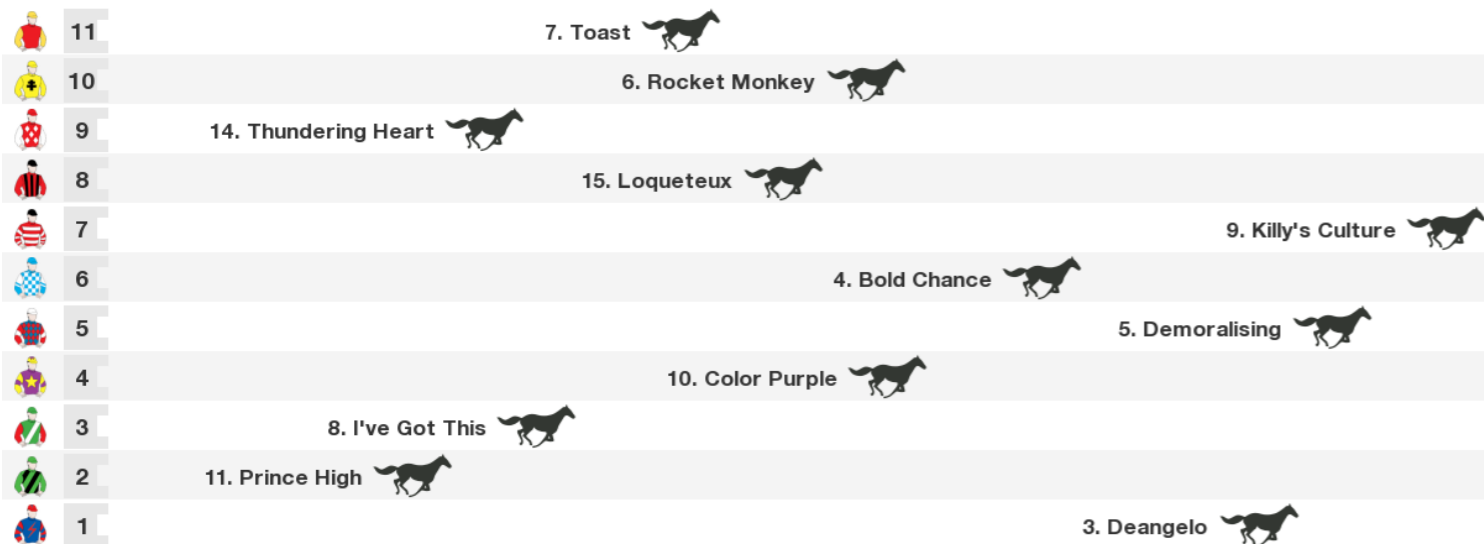 11 7. Toast
10 6. Rocket Monkey
9 14. Thundering Heart
8 15. Loqueteux
7 9. Killy's Culture
6 4. Bold Chance
5 5. Demoralising
4 10. Color Purple
3 8. I've Got This
2 11. Prince High
1 3. Deangelo